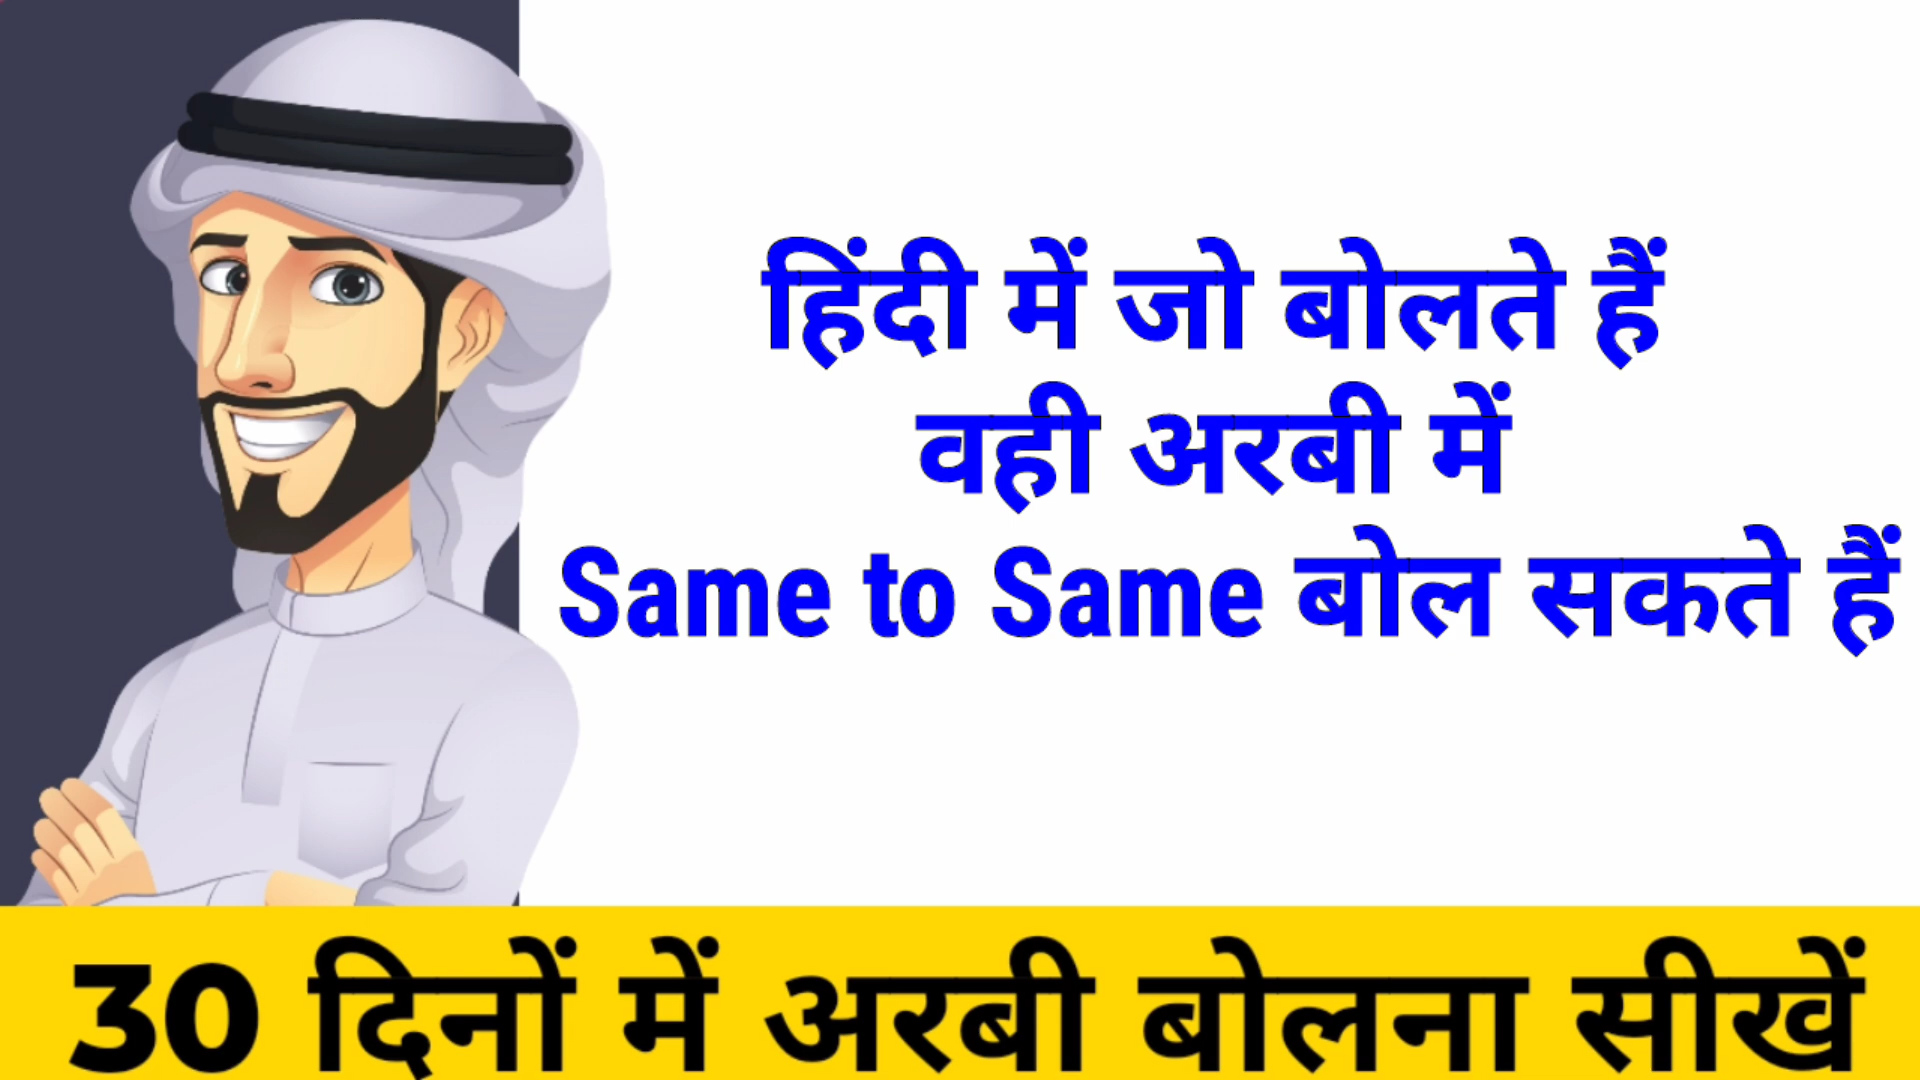 हिंदी में जो बोलते हैं
वही अरबी में
Same to Same बोल सकते हैं
30 दिनों में अरबी बोलना सीखें